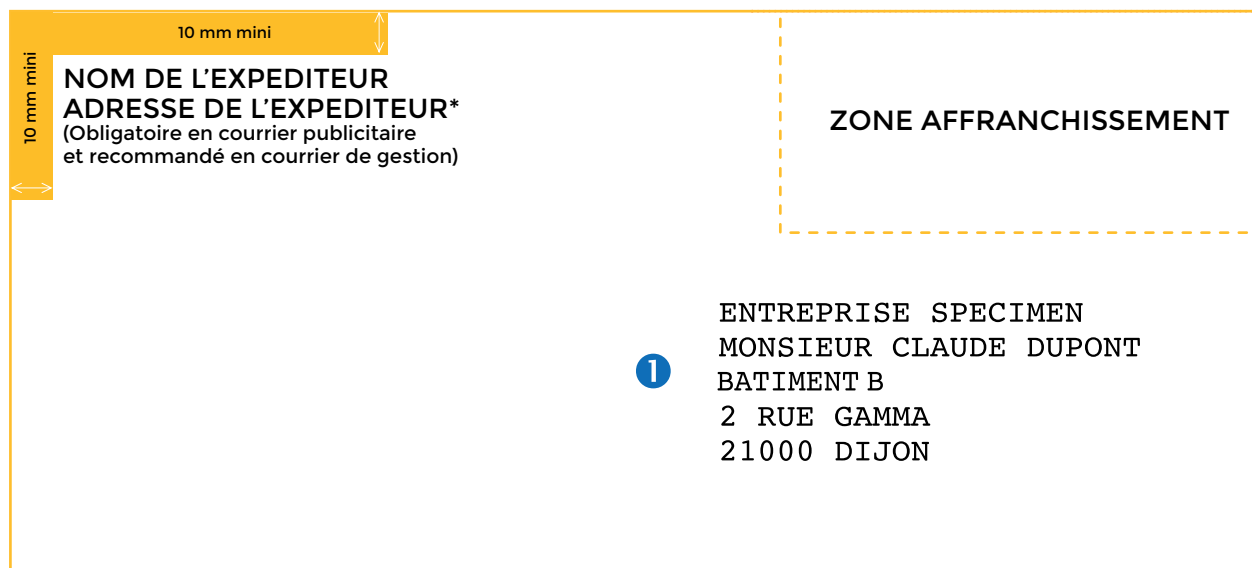 10 mm mini
10 mm mini
NOM DE L’EXPEDITEUR
ADRESSE DE L’EXPEDITEUR*
(Obligatoire en courrier publicitaire
et recommandé en courrier de gestion)
ZONE AFFRANCHISSEMENT
1
ENTREPRISE SPECIMEN
MONSIEUR CLAUDE DUPONT
BATIMENT B
2 RUE GAMMA
21000 DIJON